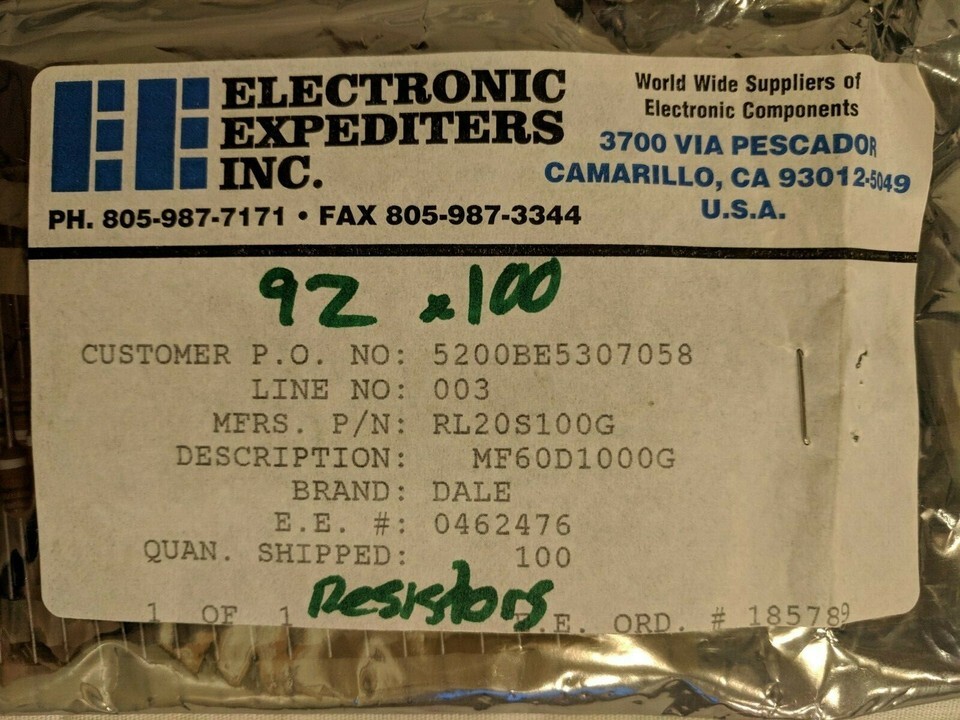 ELECTRONIC
EXPEDITERS
INC.
World Wide Suppliers of
Electronic Components
3700 VIA PESCADOR
CAMARILLO, CA 93012-5049
U.S.A.
PH. 805-987-7171 • FAX 805-987-3344
92 x100
CUSTOMER P.O. NO: 5200BE5307058
LINE NO: 003
MFRS. P/N: RL20S100G
DESCRIPTION: MF60D1000G
BRAND: DALE
E.E. #: 0462476
QUAN. SHIPPED: 100
Resistors
1 OF 1 E.E. ORD. # 185789